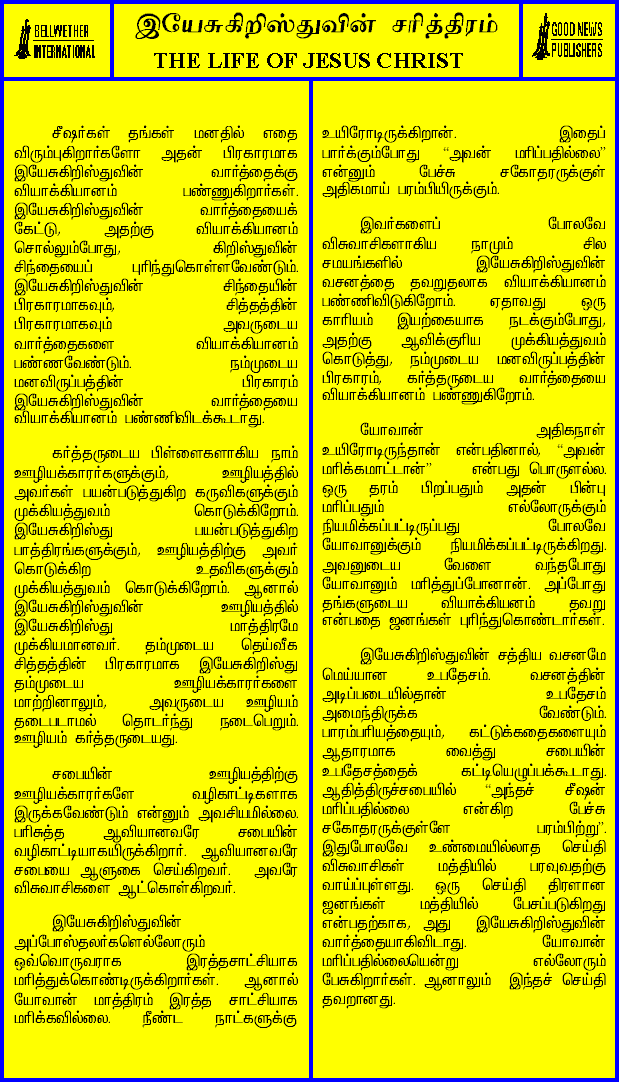 BELLWETHER
INTERNATIONAL
இயேசுகிறிஸ்துவின் சரித்திரம்
THE LIFE OF JESUS CHRIST
GOOD NEWS
PUBLISHERS
சீஷர்கள் தங்கள் மனதில் எதை
விரும்புகிறார்களோ அதன் பிரகாரமாக
இயேசுகிறிஸ்துவின் வார்த்தைக்கு
வியாக்கியானம் பண்ணுகிறார்கள்.
இயேசுகிறிஸ்துவின் வார்த்தையைக்
கேட்டு, அதற்கு வியாக்கியானம்
சொல்லும்போது, கிறிஸ்துவின்
சிந்தையைப் புரிந்துகொள்ளவேண்டும்.
இயேசுகிறிஸ்துவின் சிந்தையின்
பிரகாரமாகவும், சித்தத்தின்
பிரகாரமாகவும் அவருடைய
வார்த்தைகளை வியாக்கியானம்
பண்ணவேண்டும். நம்முடைய
மனவிருப்பத்தின் பிரகாரம்
இயேசுகிறிஸ்துவின் வார்த்தையை
வியாக்கியானம் பண்ணிவிடக்கூடாது.
கர்த்தருடைய பிள்ளைகளாகிய நாம்
ஊழியக்காரர்களுக்கும், ஊழியத்தில்
அவர்கள் பயன்படுத்துகிற கருவிகளுக்கும்
முக்கியத்துவம் கொடுக்கிறோம்.
இயேசுகிறிஸ்து பயன்படுத்துகிற
பாத்திரங்களுக்கும், ஊழியத்திற்கு அவர்
கொடுக்கிற உதவிகளுக்கும்
முக்கியத்துவம் கொடுக்கிறோம். ஆனால்
இயேசுகிறிஸ்துவின் ஊழியத்தில்
இயேசுகிறிஸ்து மாத்திரமே
முக்கியமானவர். தம்முடைய தெய்வீக
சித்தத்தின் பிரகாரமாக இயேசுகிறிஸ்து
தம்முடைய ஊழியக்காரர்களை
மாற்றினாலும், அவருடைய ஊழியம்
தடைபடாமல் தொடர்ந்து நடைபெறும்.
ஊழியம் கர்த்தருடையது.
சபையின் ஊழியத்திற்கு
ஊழியக்காரர்களே வழிகாட்டிகளாக
இருக்கவேண்டும் என்னும் அவசியமில்லை.
பரிசுத்த ஆவியானவரே சபையின்
வழிகாட்டியாகயிருக்கிறார். ஆவியானவரே
சபையை ஆளுகை செய்கிறவர். அவரே
விசுவாசிகளை ஆட்கொள்கிறவர்.
இயேசுகிறிஸ்துவின்
அப்போஸ்தலர்களெல்லோரும்
ஒவ்வொருவராக இரத்தசாட்சியாக
மரித்துக்கொண்டிருக்கிறார்கள். ஆனால்
யோவான் மாத்திரம் இரத்த சாட்சியாக
மரிக்கவில்லை. நீண்ட நாட்களுக்கு
உயிரோடிருக்கிறான். இதைப்
பார்க்கும்போது “அவன் மரிப்பதில்லை”
என்னும் பேச்சு சகோதரருக்குள்
அதிகமாய் பரம்பியிருக்கும்.
இவர்களைப் போலவே
விசுவாசிகளாகிய நாமும் சில
சமயங்களில் இயேசுகிறிஸ்துவின்
வசனத்தை தவறுதலாக வியாக்கியானம்
பண்ணிவிடுகிறோம். ஏதாவது ஒரு
காரியம் இயற்கையாக நடக்கும்போது,
அதற்கு ஆவிக்குரிய முக்கியத்துவம்
கொடுத்து, நம்முடைய மனவிருப்பத்தின்
பிரகாரம், கர்த்தருடைய வார்த்தையை
வியாக்கியானம் பண்ணுகிறோம்.
யோவான் அதிகநாள்
உயிரோடிருந்தான் என்பதினால், “அவன்
மரிக்கமாட்டான்” என்பது பொருளல்ல.
ஒரு தரம் பிறப்பதும் அதன் பின்பு
மரிப்பதும் எல்லோருக்கும்
நியமிக்கப்பட்டிருப்பது போலவே
யோவானுக்கும் நியமிக்கப்பட்டிருக்கிறது.
அவனுடைய வேளை வந்தபோது
யோவானும் மரித்துப்போனான். அப்போது
தங்களுடைய வியாக்கியனம் தவறு
என்பதை ஜனங்கள் புரிந்துகொண்டார்கள்.
இயேசுகிறிஸ்துவின் சத்திய வசனமே
மெய்யான உபதேசம். வசனத்தின்
அடிப்படையில்தான் உபதேசம்
அமைந்திருக்க வேண்டும்.
பாரம்பரியத்தையும், கட்டுக்கதைகளையும்
ஆதாரமாக வைத்து சபையின்
உபதேசத்தைக் கட்டியெழுப்பக்கூடாது.
ஆதித்திருச்சபையில் “அந்தச் சீஷன்
மரிப்பதில்லை என்கிற பேச்சு
சகோதரருக்குள்ளே பரம்பிற்று”.
இதுபோலவே உண்மையில்லாத செய்தி
விசுவாசிகள் மத்தியில் பரவுவதற்கு
வாய்ப்புள்ளது. ஒரு செய்தி திரளான
ஜனங்கள் மத்தியில் பேசப்படுகிறது
என்பதற்காக, அது இயேசுகிறிஸ்துவின்
வார்த்தையாகிவிடாது. யோவான்
மரிப்பதில்லையென்று எல்லோரும்
பேசுகிறார்கள். ஆனாலும் இந்தச் செய்தி
தவறானது.